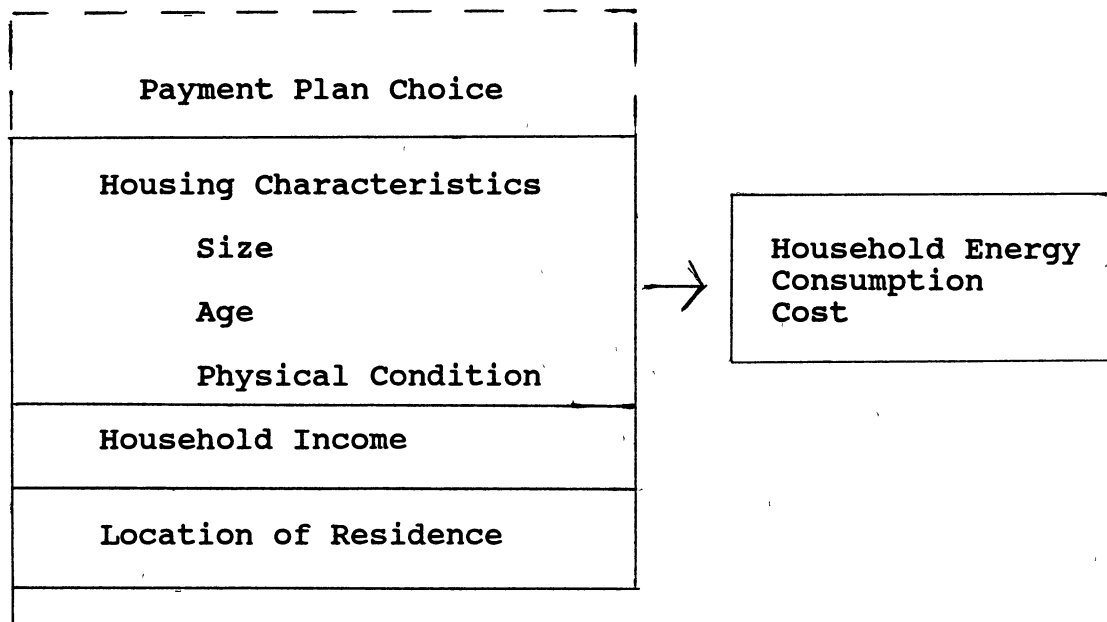 Payment Plan Choice
Housing Characteristics
Size
Age
Physical Condition
Household Income
Location of Residence
Household Energy
Consumption
Cost